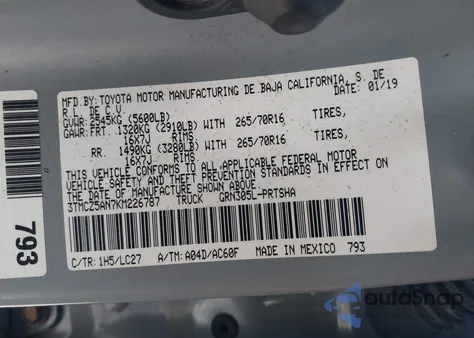 MFD.BY: TOYOTA MOTOR MANUFACTURING DE BAJA CALIFORNIA, S. DE
R.L. DE C.V. DATE: 01/19
GVWR: 2545KG (5600LB)
GAWR: FRT. 1320KG (2910LB) WITH 265/70R16 TIRES,
16X7J RIMS
RR. 1490KG (3280LB) WITH 265/70R16 TIRES,
16X7J RIMS
THIS VEHICLE CONFORMS TO ALL APPLICABLE FEDERAL MOTOR
VEHICLE SAFETY AND THEFT PREVENTION STANDARDS IN EFFECT ON
THE DATE OF MANUFACTURE SHOWN ABOVE.
3TMCZ5AN7KM226787 TRUCK GRN305L-PRTSHA
C/TR: 1H5/LC27 A/TM: A04D/AC60F MADE IN MEXICO 793
793
autoSnap